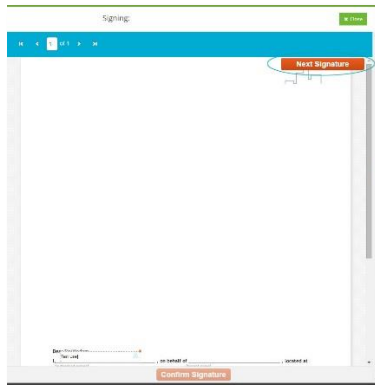 Signing:
× Close
1 of 1
Next Signature
I, , on behalf of , located at
Confirm Signature